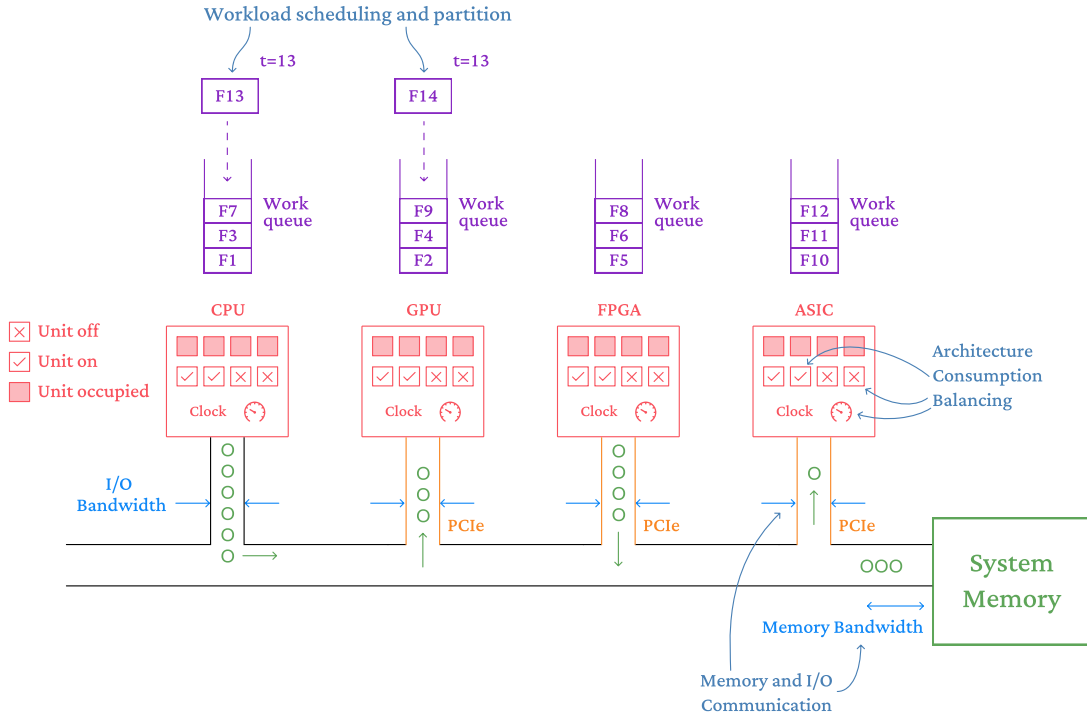 Workload scheduling and partition
t=13
t=13
F13
F14
F7
F3
F1
Work
queue
F9
F4
F2
Work
queue
F8
F6
F5
Work
queue
F12
F11
F10
Work
queue
CPU
GPU
FPGA
ASIC
Unit off
Unit on
Unit occupied
Clock
Clock
Clock
Clock
Architecture
Consumption
Balancing
I/O
Bandwidth
O
O
O
O
O
O
O
O
O
PCIe
O
O
O
O
PCIe
O
PCIe
OOO
System
Memory
Memory Bandwidth
Memory and I/O
Communication